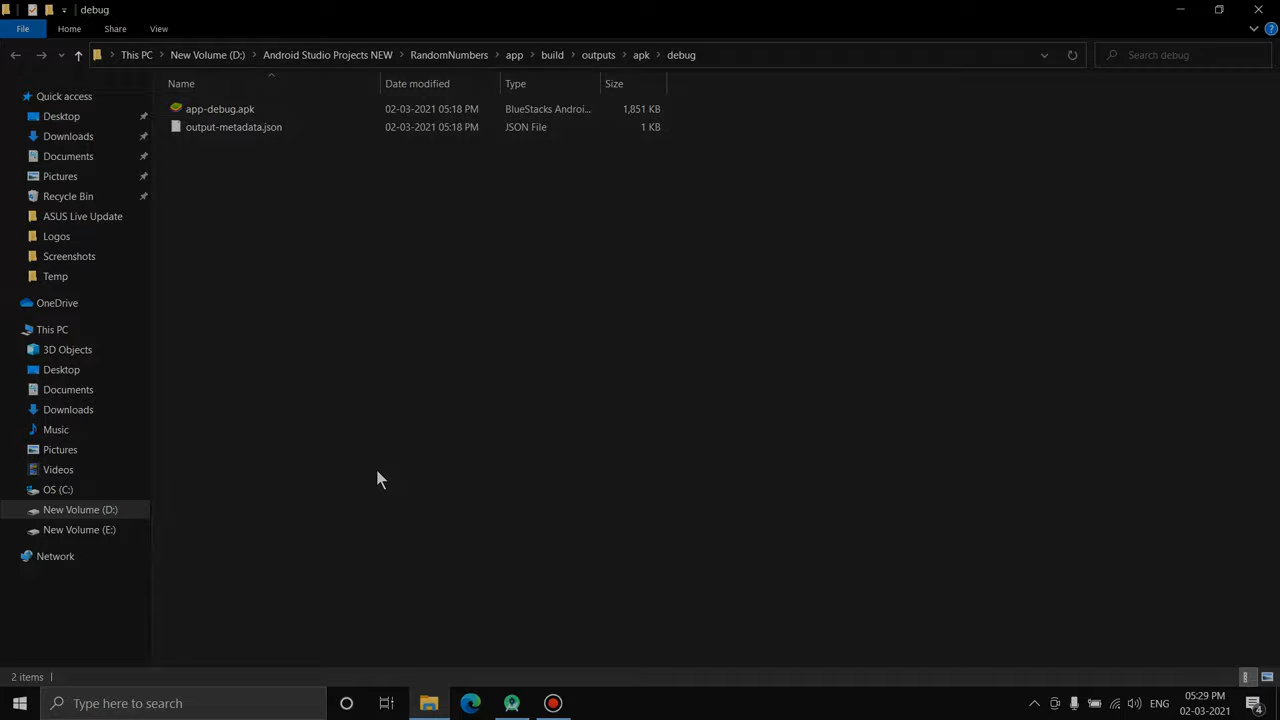 debug
File Home Share View
This PC New Volume (D:) Android Studio Projects NEW RandomNumbers app build outputs apk debug Search debug
Name Date modified Type Size
app-debug.apk 02-03-2021 05:18 PM BlueStacks Androi... 1,851 KB
output-metadata.json 02-03-2021 05:18 PM JSON File 1 KB
Quick access
Desktop
Downloads
Documents
Pictures
Recycle Bin
ASUS Live Update
Logos
Screenshots
Temp
OneDrive
This PC
3D Objects
Desktop
Documents
Downloads
Music
Pictures
Videos
OS (C:)
New Volume (D:)
New Volume (E:)
Network
2 items
Type here to search ENG 05:29 PM
02-03-2021 4